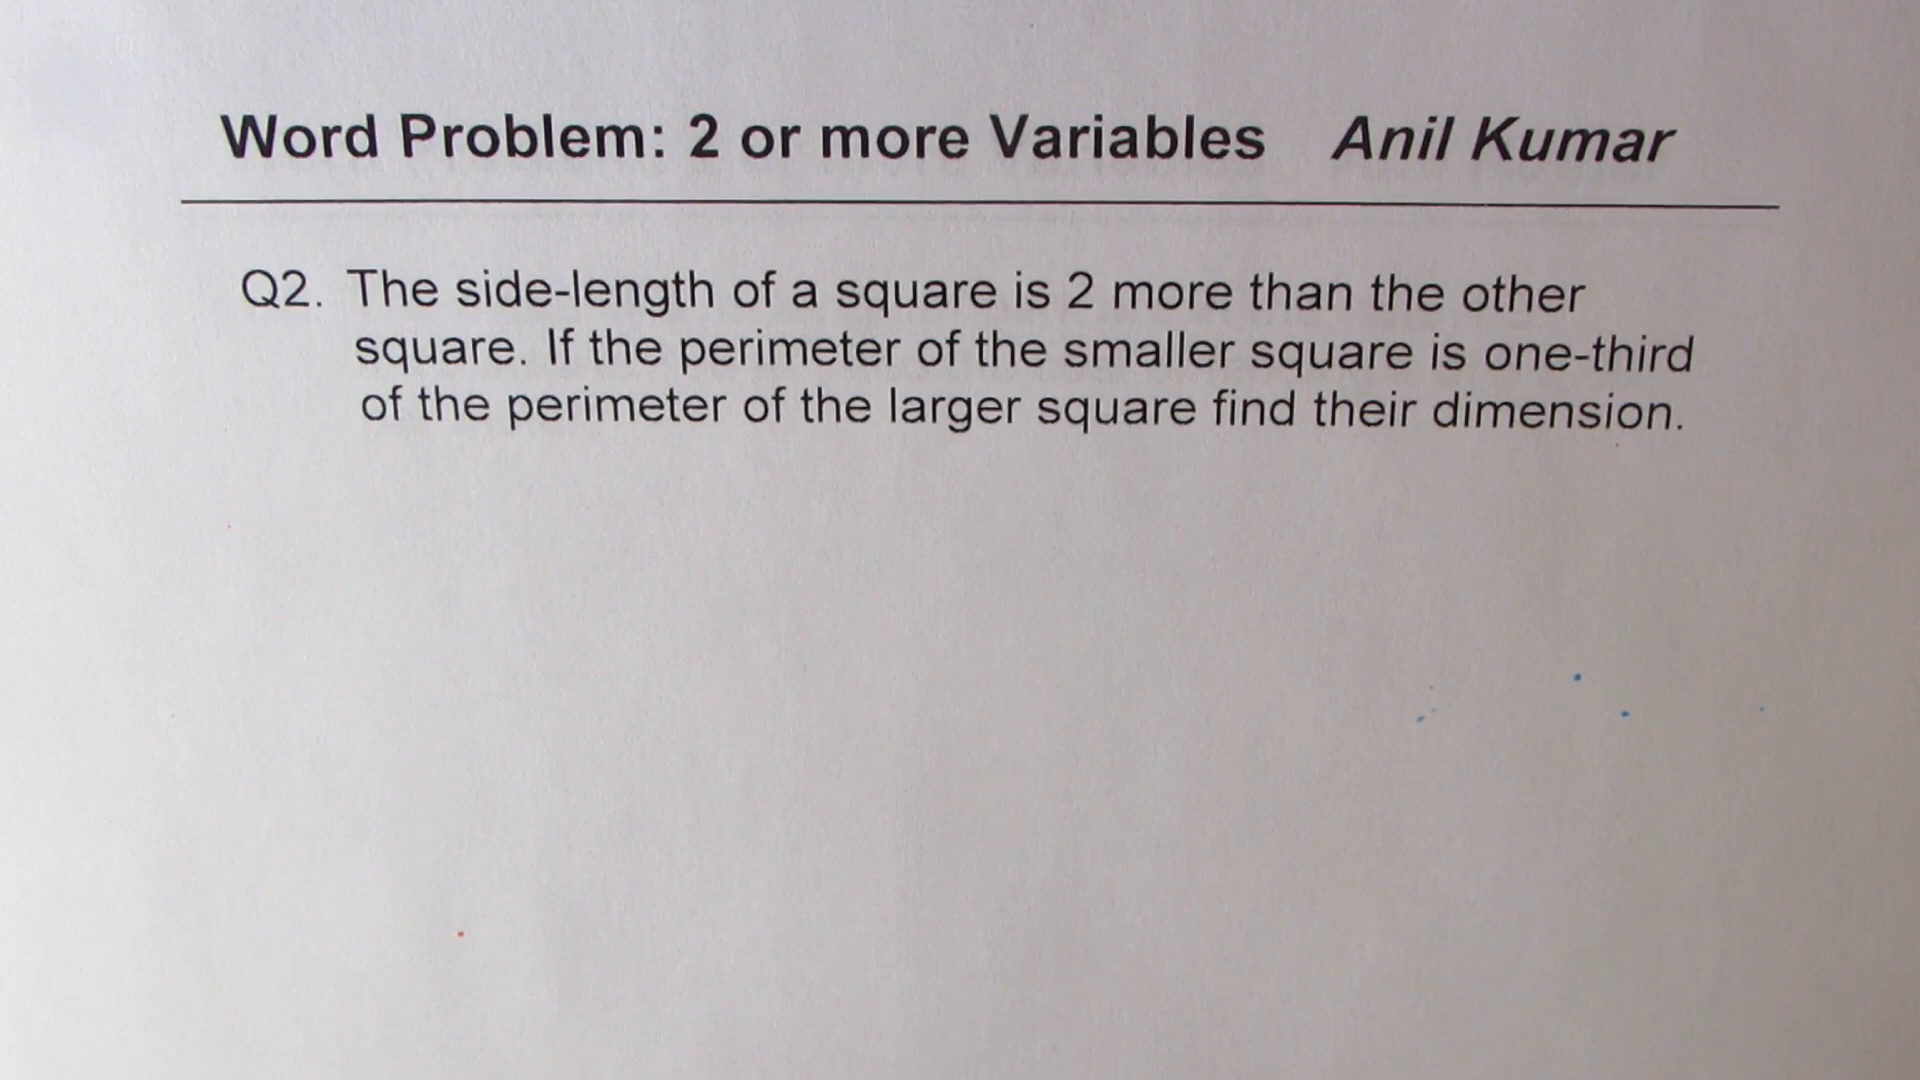 Word Problem: 2 or more Variables Anil Kumar
Q2. The side-length of a square is 2 more than the other
square. If the perimeter of the smaller square is one-third
of the perimeter of the larger square find their dimension.